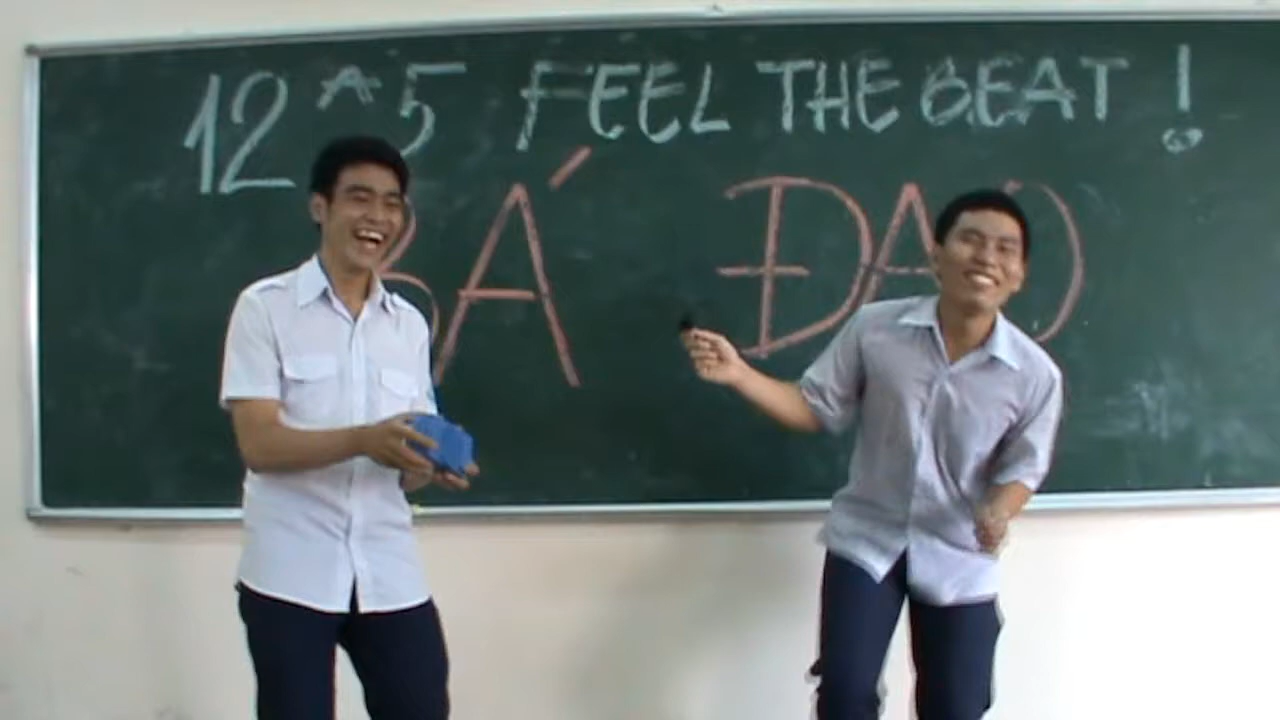 12A5 FEEL THE BEAT !
BÁ ĐẠO